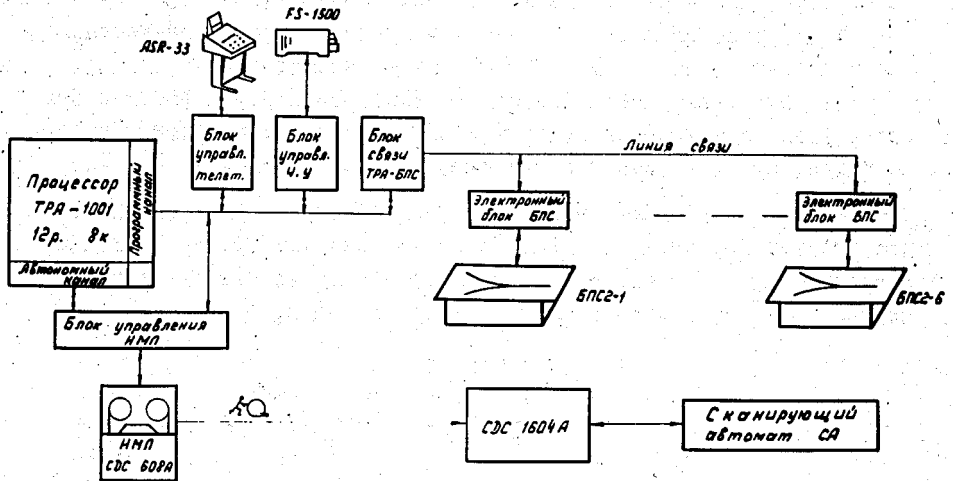 FS-1500
ASR-33
Блок
управл.
телет.
Блок
управл.
Ч.У
Блок
связи
ТРА-БПС
Линия связи
Процессор
ТРА-1001
12р. 8к
Программный
канал
Автономный
канал
Электронный
блок БПС
Электронный
блок БПС
БПС2-1
БПС2-6
Блок управления
НМЛ
НМЛ
CDC 608A
CDC 1604A
Сканирующий
автомат СА